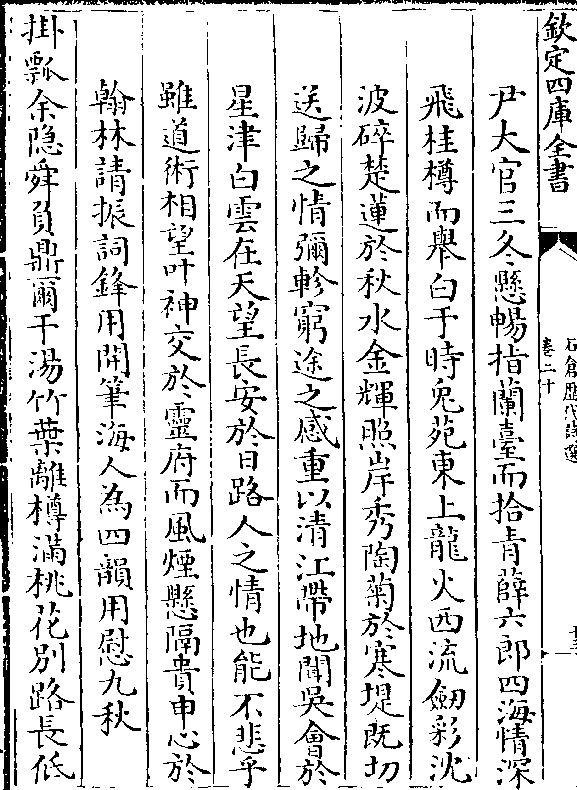 欽定四庫全書
石倉歷代詩選
卷二十
尹大官三冬懸暢指蘭臺而拾青薛六郎四海情深
飛桂樽而舉白于時兎苑東上龍火西流劒彩沈
波碎楚蓮於秋水金輝照岸秀陶菊於寒堤既切
送歸之情彌軫窮途之感重以清江帶地聞吳會於
星津白雲在天望長安於日路人之情也能不悲乎
雖道術相望叶神交於靈府而風煙懸隔貴申心於
翰林請振詞鋒用開筆海人為四韻用慰九秋
掛瓢余隐舜負鼎爾干湯竹葉離樽滿桃花別路長低